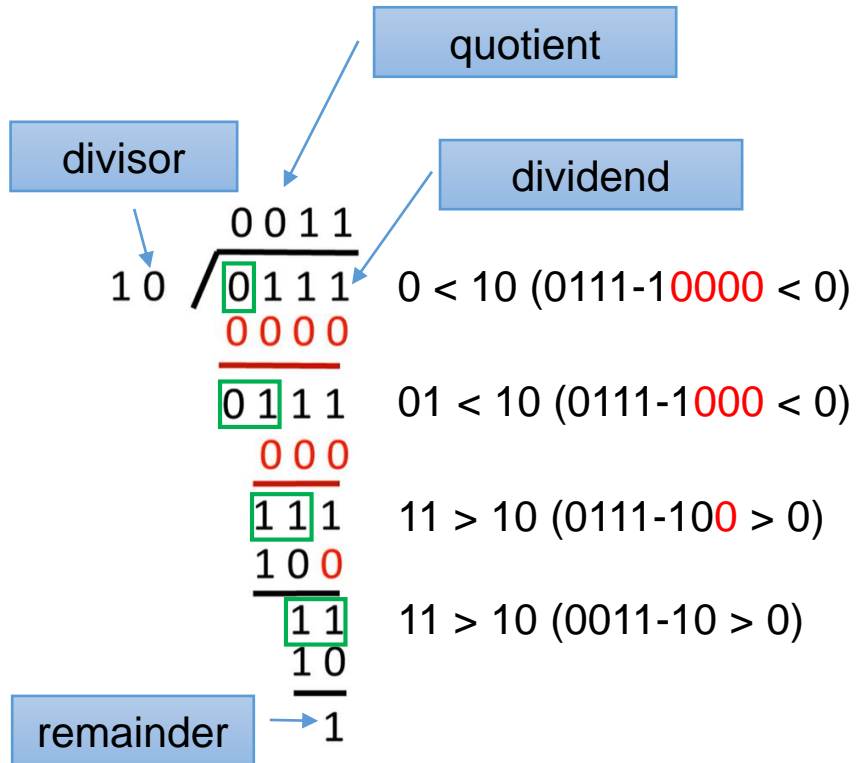 quotient
divisor
dividend
0 0 1 1
1 0 0 1 1 1 0 < 10 (0111-10000 < 0)
0 0 0 0
0 1 1 1 01 < 10 (0111-1000 < 0)
0 0 0
1 1 1 11 > 10 (0111-100 > 0)
1 0 0
1 1 11 > 10 (0011-10 > 0)
1 0
remainder 1